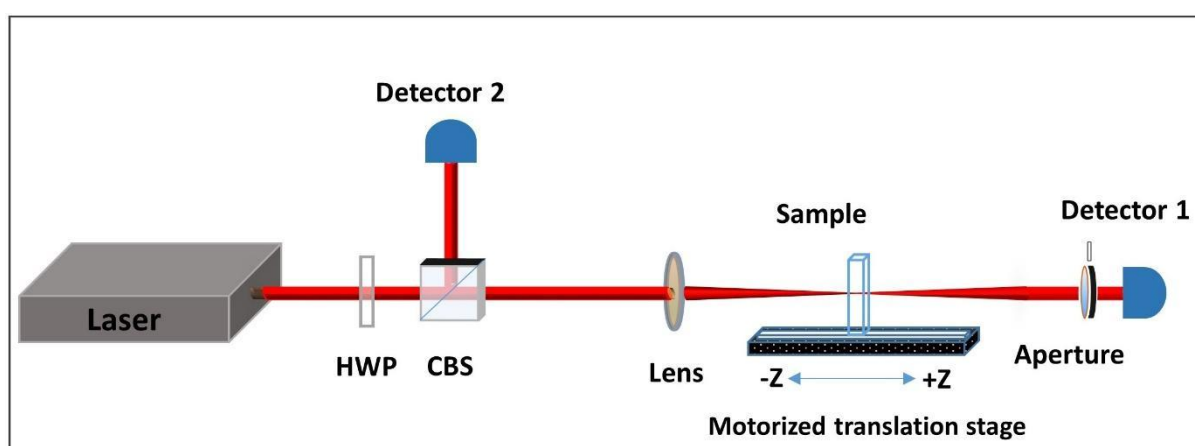 Detector 2
Sample
Detector 1
Laser
HWP
CBS
Lens
Aperture
-Z
+Z
Motorized translation stage